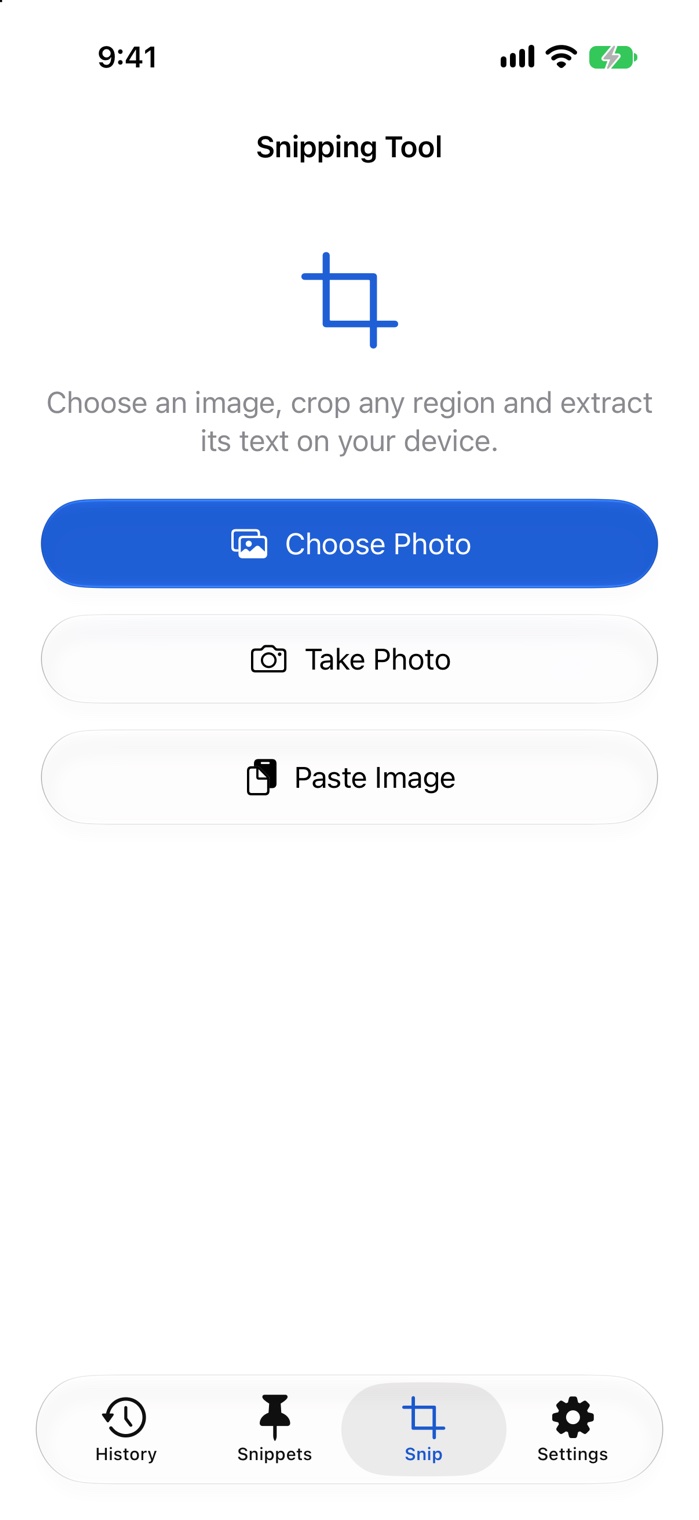 9:41
Snipping Tool
Choose an image, crop any region and extract
its text on your device.
Choose Photo
Take Photo
Paste Image
History
Snippets
Snip
Settings